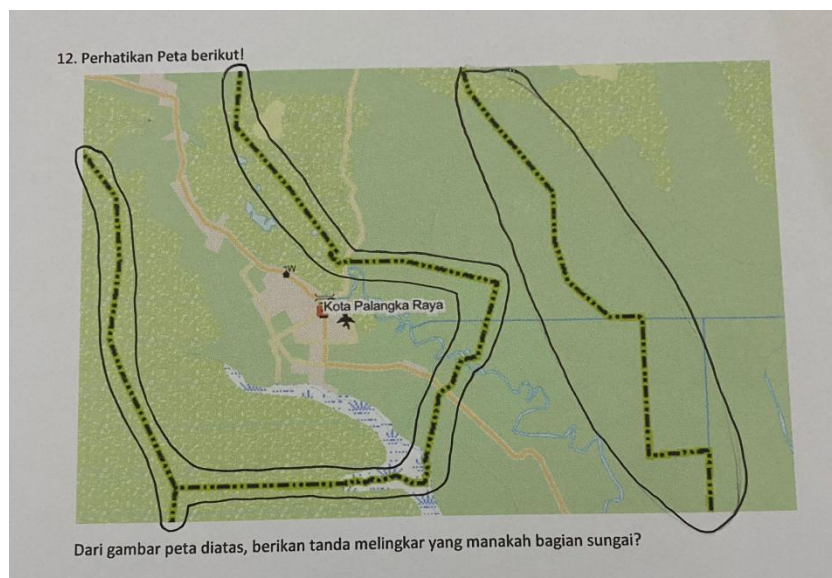 12. Perhatikan Peta berikut!
W
Kota Palangka Raya
Dari gambar peta diatas, berikan tanda melingkar yang manakah bagian sungai?